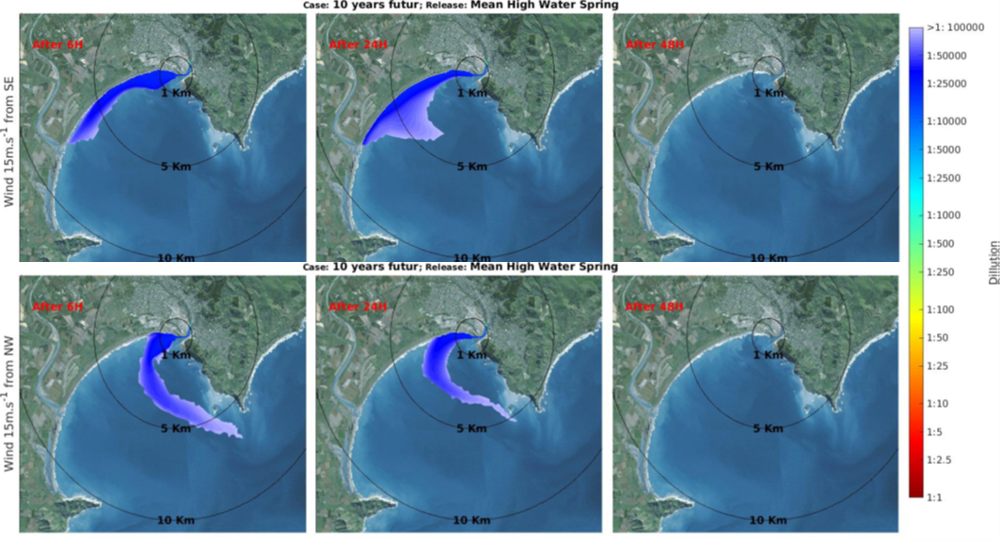 Case: 10 years futur; Release: Mean High Water Spring
Wind 15m.s-1 from SE
After 6H
1 Km
5 Km
10 Km
After 24H
1 Km
5 Km
10 Km
After 48H
1 Km
5 Km
10 Km
Case: 10 years futur; Release: Mean High Water Spring
Wind 15m.s-1 from NW
After 6H
1 Km
5 Km
10 Km
After 24H
1 Km
5 Km
10 Km
After 48H
1 Km
5 Km
10 Km
>1: 100000
1:50000
1:25000
1:10000
1:5000
1:2500
1:1000
1:500
1:250
1:100
1:50
1:25
1:10
1:5
1:2.5
1:1
Dillution